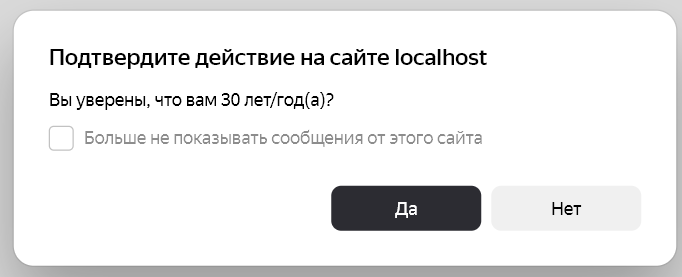 Подтвердите действие на сайте localhost
Вы уверены, что вам 30 лет/год(а)?
Больше не показывать сообщения от этого сайта
Да
Нет